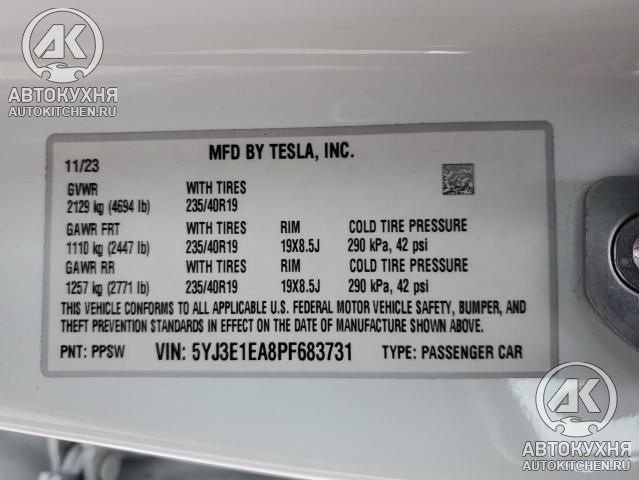 АК
АВТОКУХНЯ
AUTOKITCHEN.RU
11/23 MFD BY TESLA, INC.
GVWR WITH TIRES
2129 kg (4694 lb) 235/40R19
GAWR FRT WITH TIRES RIM COLD TIRE PRESSURE
1110 kg (2447 lb) 235/40R19 19X8.5J 290 kPa, 42 psi
GAWR RR WITH TIRES RIM COLD TIRE PRESSURE
1257 kg (2771 lb) 235/40R19 19X8.5J 290 kPa, 42 psi
THIS VEHICLE CONFORMS TO ALL APPLICABLE U.S. FEDERAL MOTOR VEHICLE SAFETY, BUMPER, AND
THEFT PREVENTION STANDARDS IN EFFECT ON THE DATE OF MANUFACTURE SHOWN ABOVE.
PNT: PPSW VIN: 5YJ3E1EA8PF683731 TYPE: PASSENGER CAR
АК
АВТОКУХНЯ
AUTOKITCHEN.RU